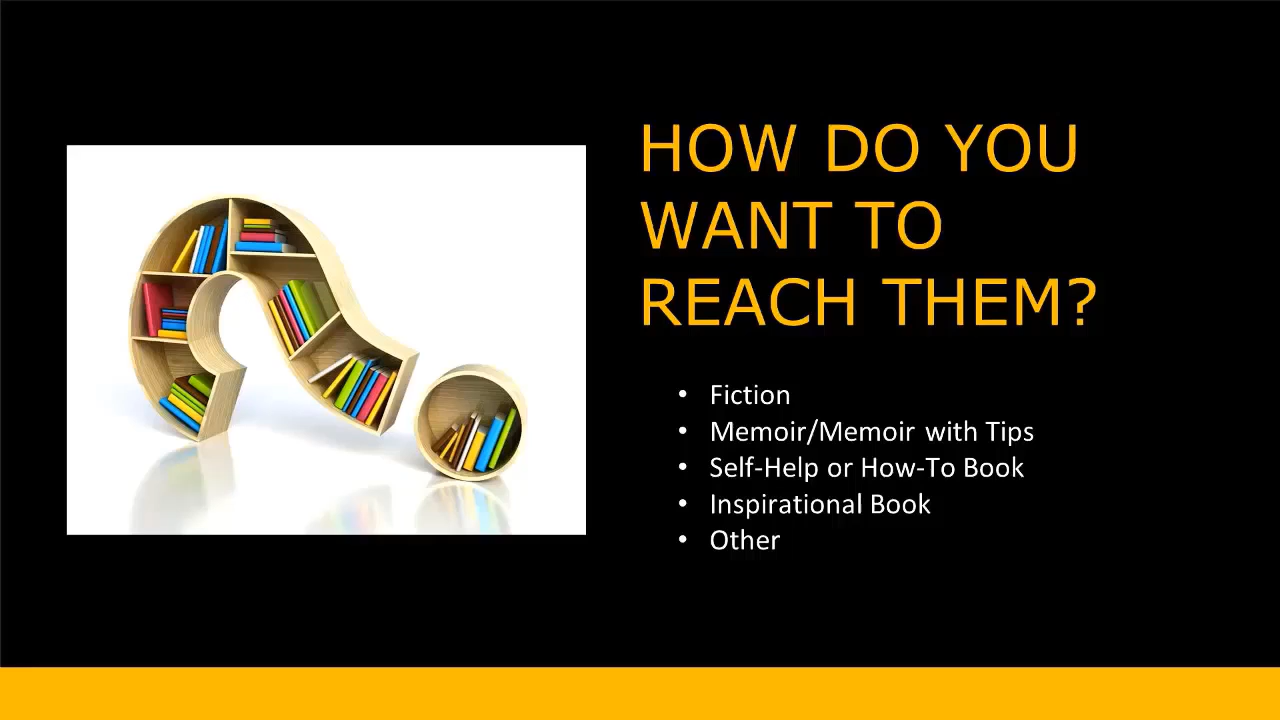 HOW DO YOU
WANT TO
REACH THEM?
• Fiction
• Memoir/Memoir with Tips
• Self-Help or How-To Book
• Inspirational Book
• Other